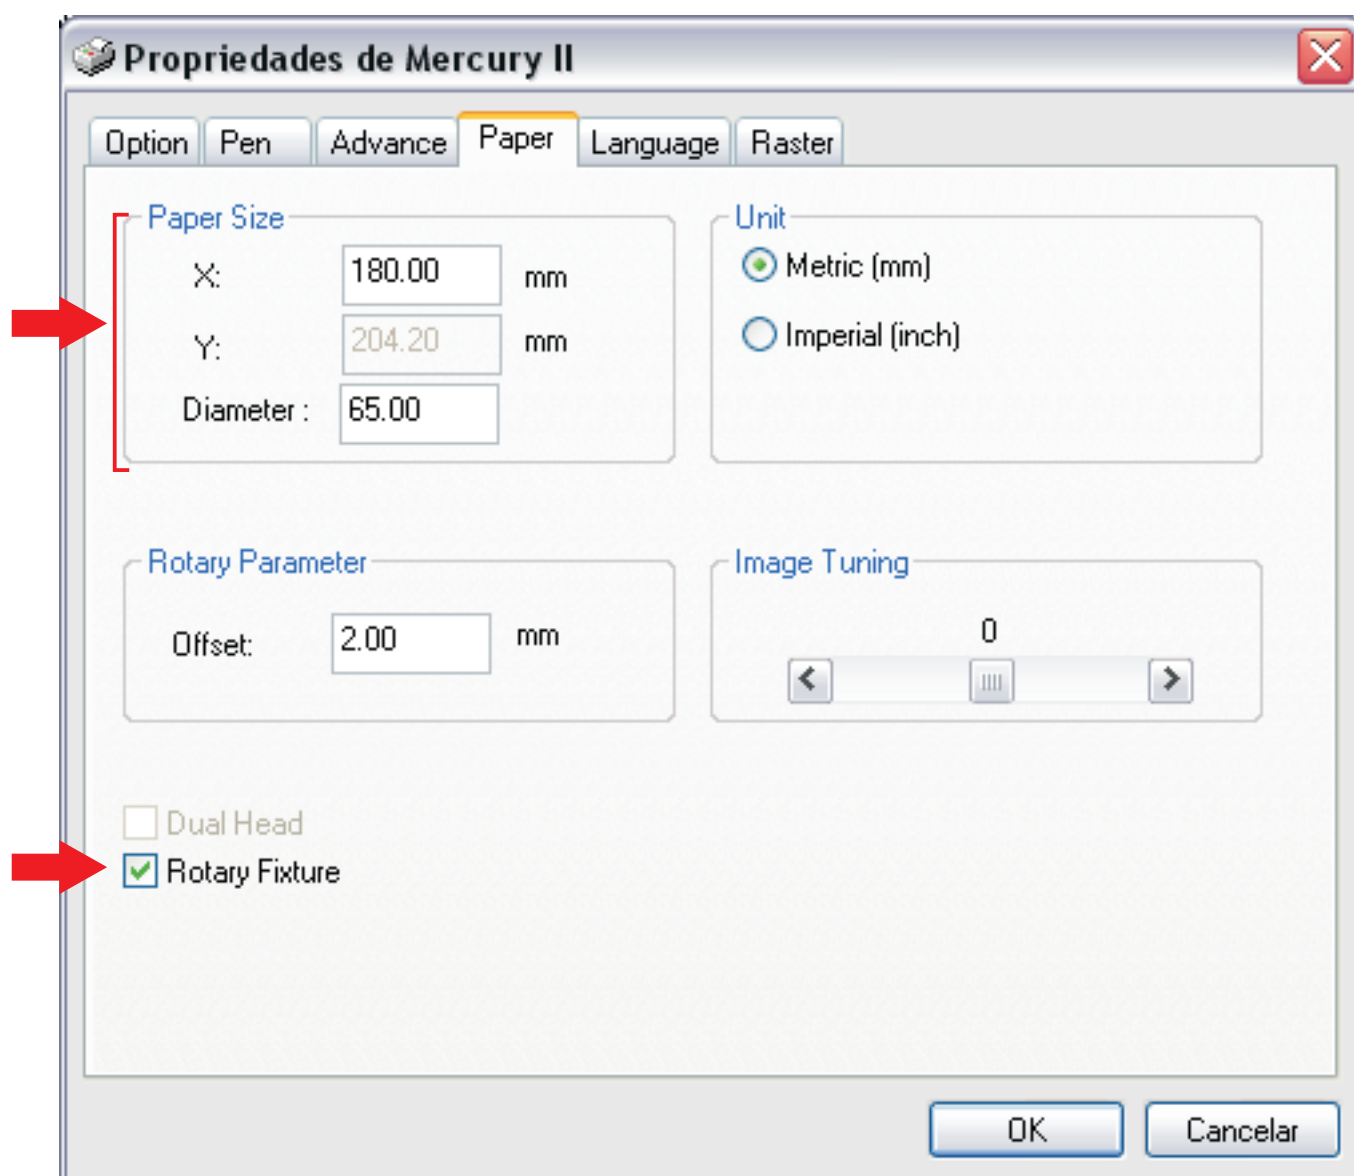 Propriedades de Mercury II
Option Pen Advance Paper Language Raster
Paper Size
X: 180.00 mm
Y: 204.20 mm
Diameter : 65.00
Unit
Metric (mm)
Imperial (inch)
Rotary Parameter
Offset: 2.00 mm
Image Tuning
0
Dual Head
Rotary Fixture
OK Cancelar